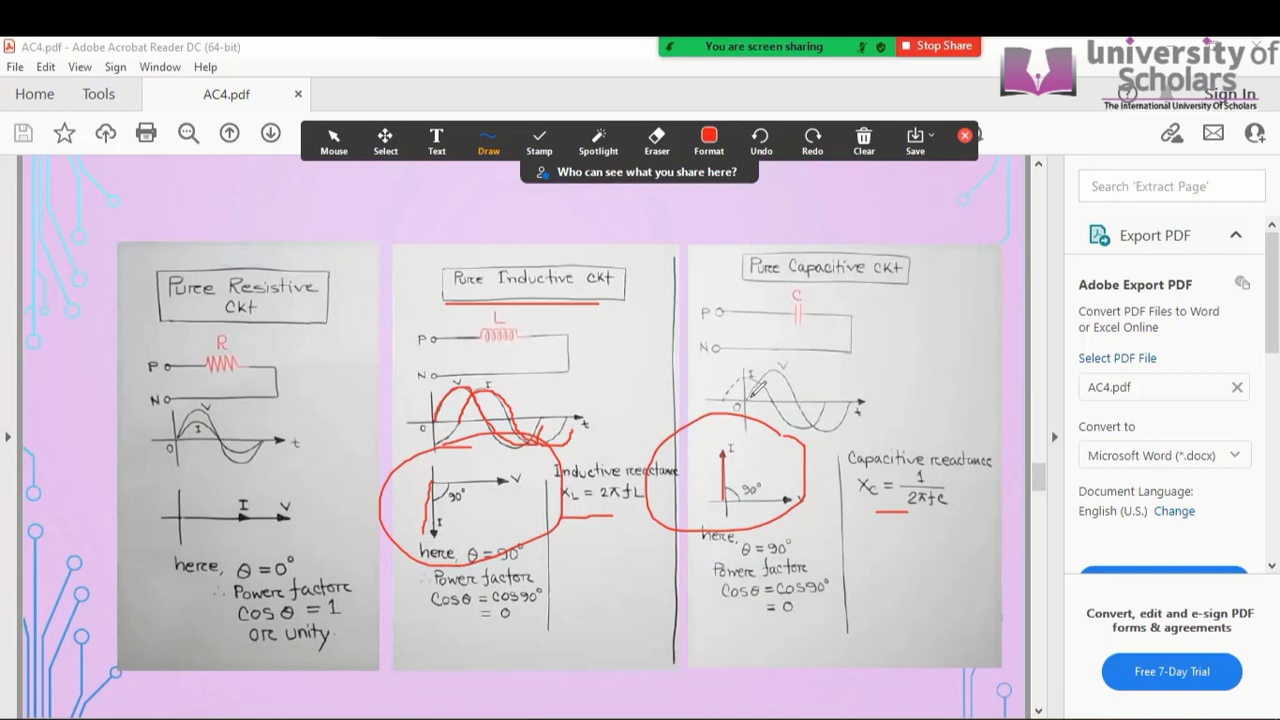 AC4.pdf - Adobe Acrobat Reader DC (64-bit)
You are screen sharing
Stop Share
university of
Scholars
The International University Of Scholars
File Edit View Sign Window Help
Home Tools AC4.pdf
Sign In
Mouse Select Text Draw Stamp Spotlight Eraser Format Undo Redo Clear Save
Who can see what you share here?
Pure Resistive
CKt
R
P
N
V
I
0
t
I V
here, θ = 0°
∴ Power factor
Cos θ = 1
or unity.
Pure Inductive CKt
L
P
N
V I
0
t
V
90°
I
Inductive reactance
XL = 2πfL
here, θ = 90°
∴ Power factor
Cosθ = cos90°
= 0
Pure Capacitive CKt
C
P
N
I V
0
t
I
90°
V
Capacitive reactance
Xc = 1
2πfc
here,
θ = 90°
Power factor
Cosθ = Cos90°
= 0
Search 'Extract Page'
Export PDF
Adobe Export PDF
Convert PDF Files to Word
or Excel Online
Select PDF File
AC4.pdf
Convert to
Microsoft Word (*.docx)
Document Language:
English (U.S.) Change
Convert, edit and e-sign PDF
forms & agreements
Free 7-Day Trial